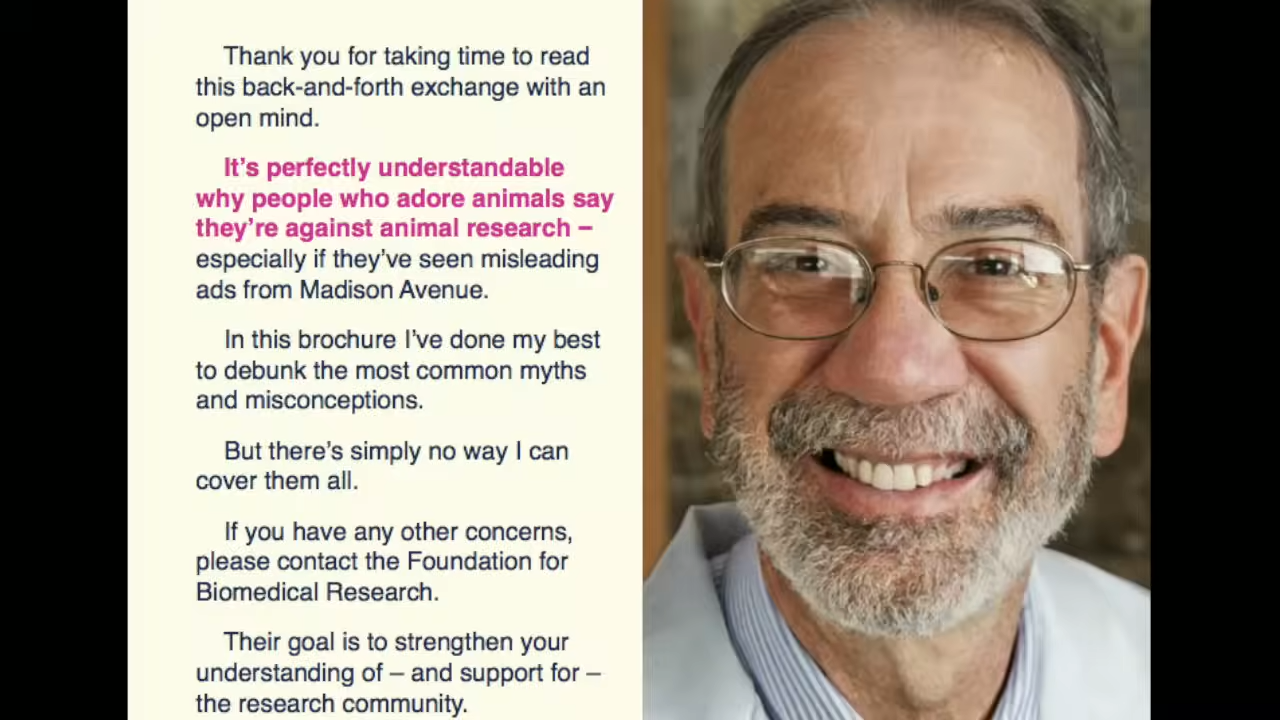 Thank you for taking time to read
this back-and-forth exchange with an
open mind.
It's perfectly understandable
why people who adore animals say
they're against animal research –
especially if they've seen misleading
ads from Madison Avenue.
In this brochure I've done my best
to debunk the most common myths
and misconceptions.
But there's simply no way I can
cover them all.
If you have any other concerns,
please contact the Foundation for
Biomedical Research.
Their goal is to strengthen your
understanding of – and support for –
the research community.